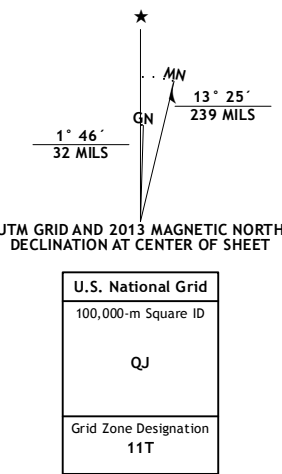 MN
GN
13° 25´
239 MILS
1° 46´
32 MILS
UTM GRID AND 2013 MAGNETIC NORTH
DECLINATION AT CENTER OF SHEET
U.S. National Grid
100,000-m Square ID
QJ
Grid Zone Designation
11T